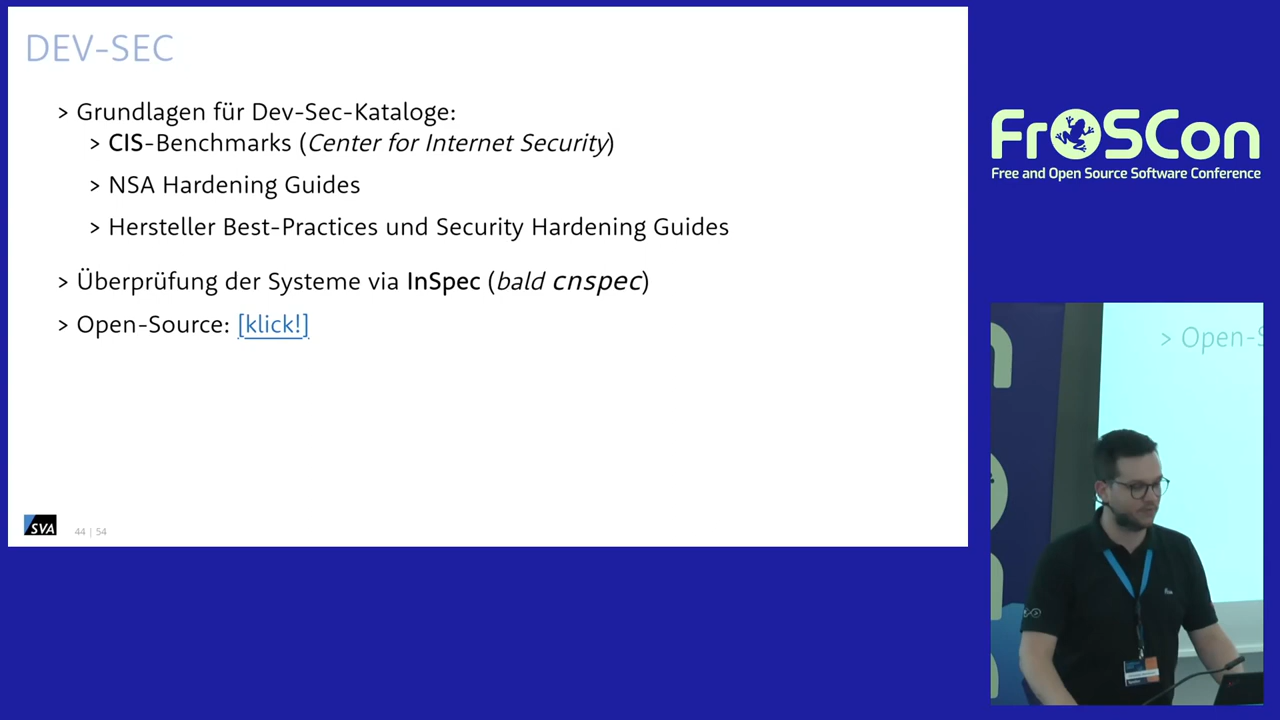 DEV-SEC
> Grundlagen für Dev-Sec-Kataloge:
> CIS-Benchmarks (Center for Internet Security)
> NSA Hardening Guides
> Hersteller Best-Practices und Security Hardening Guides
> Überprüfung der Systeme via InSpec (bald cnspec)
> Open-Source: [klick!]
SVA
44 | 54
FrOSCon
Free and Open Source Software Conference
> Open-S